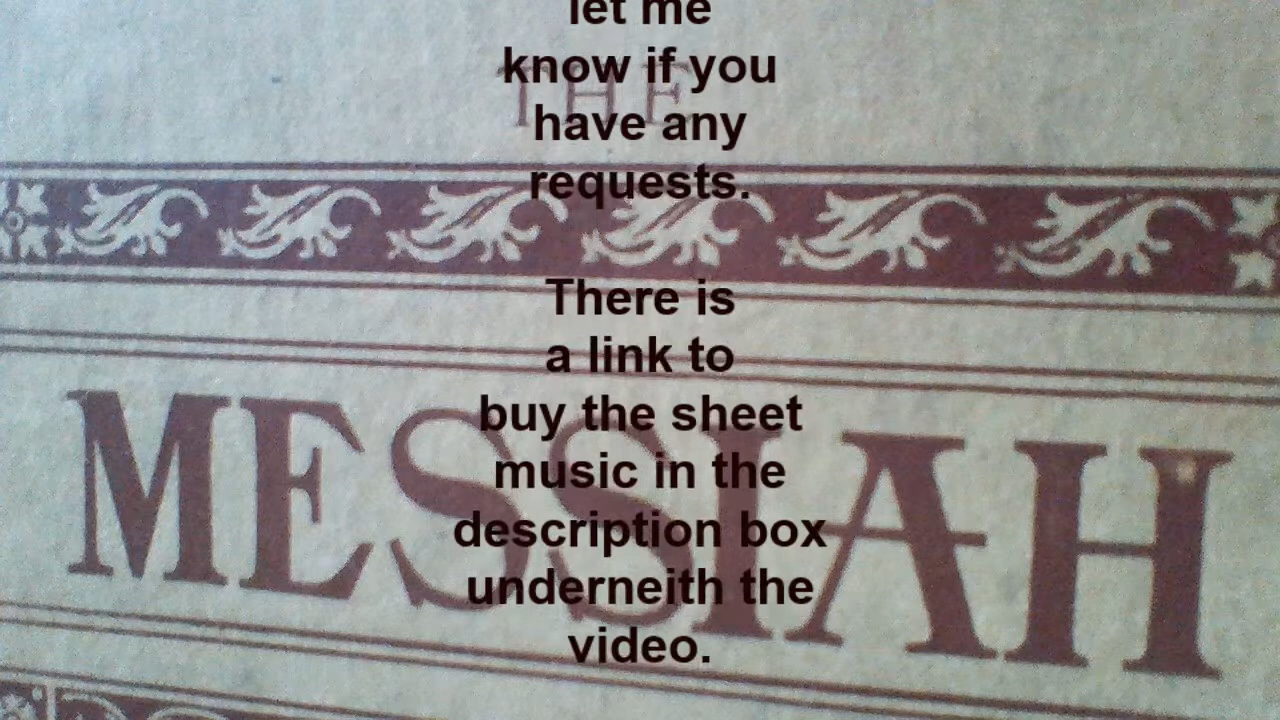 let me
know if you
THE
have any
requests.
There is
a link to
buy the sheet
music in the
description box
MESSIAH
underneith the
video.